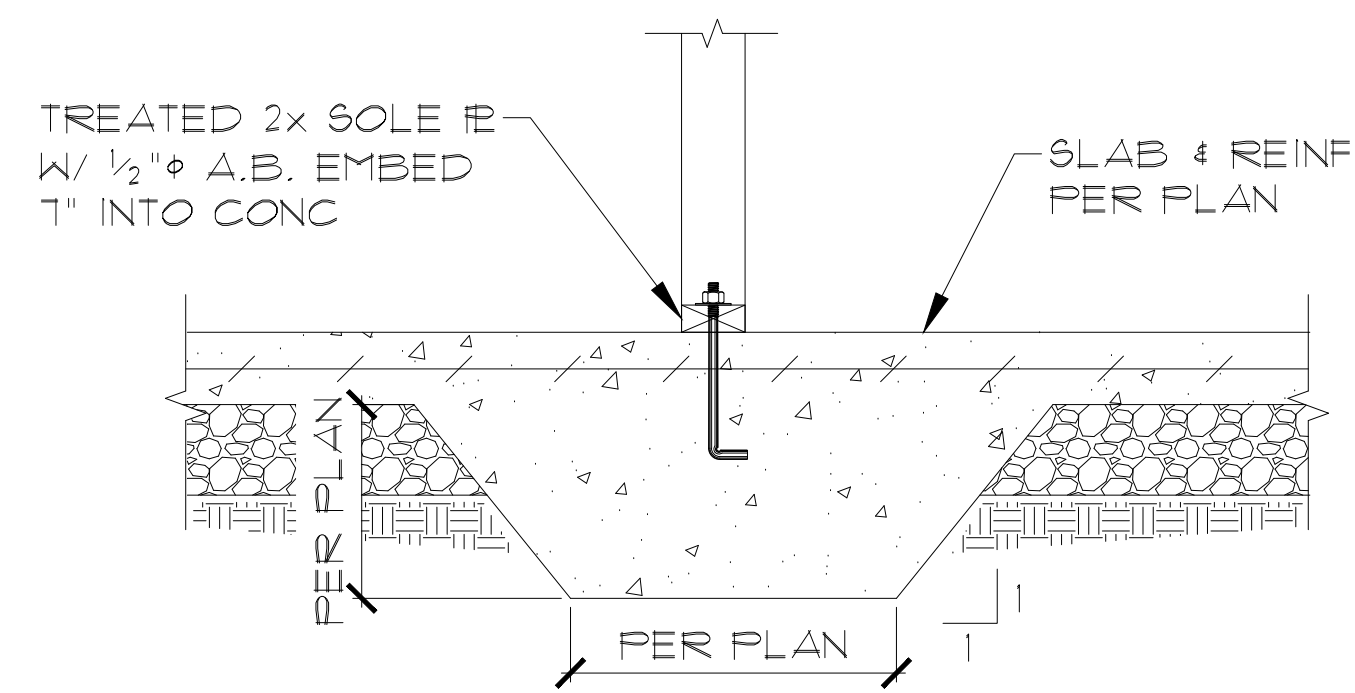 TREATED 2x SOLE ⅊
W/ ½"ϕ A.B. EMBED
7" INTO CONC
SLAB & REINF
PER PLAN
PER PLAN
PER PLAN
1
1